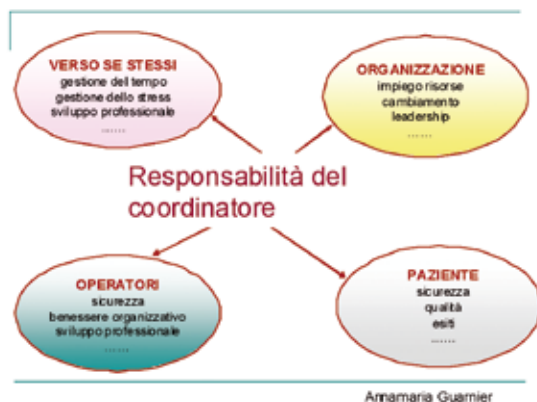 VERSO SE STESSI
gestione del tempo
gestione dello stress
sviluppo professionale
......
ORGANIZZAZIONE
impiego risorse
cambiamento
leadership
......
Responsabilità del
coordinatore
OPERATORI
sicurezza
benessere organizzativo
sviluppo professionale
......
PAZIENTE
sicurezza
qualità
esiti
......
Annamaria Guarnier